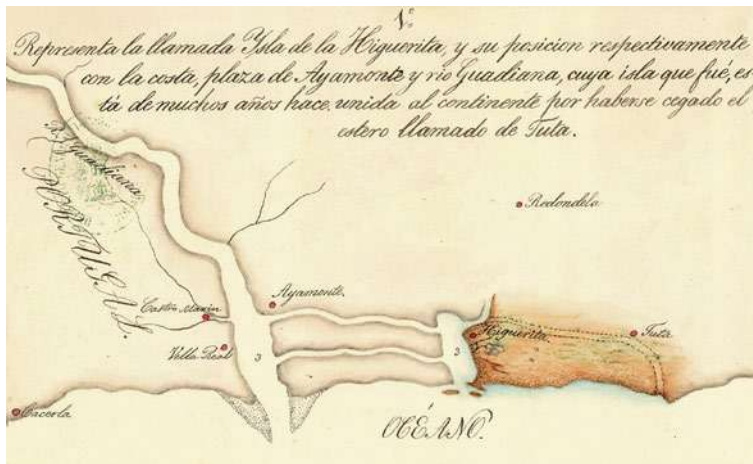 N.º
Representa la llamada Ysla de la Higuerita, y su posicion respectivamente
con la costa, plaza de Ayamonte y rio Guadiana, cuya isla que fué, es
tá de muchos años hace unida al continente por haberse cegado el
estero llamado de Tuta.
R. Guadiana
PORTUGAL.
Redondela
Ayamonte.
Castro Marin
Villa Real
3
3
Higuerita.
Tuta
Cacerla
OCÉANO.